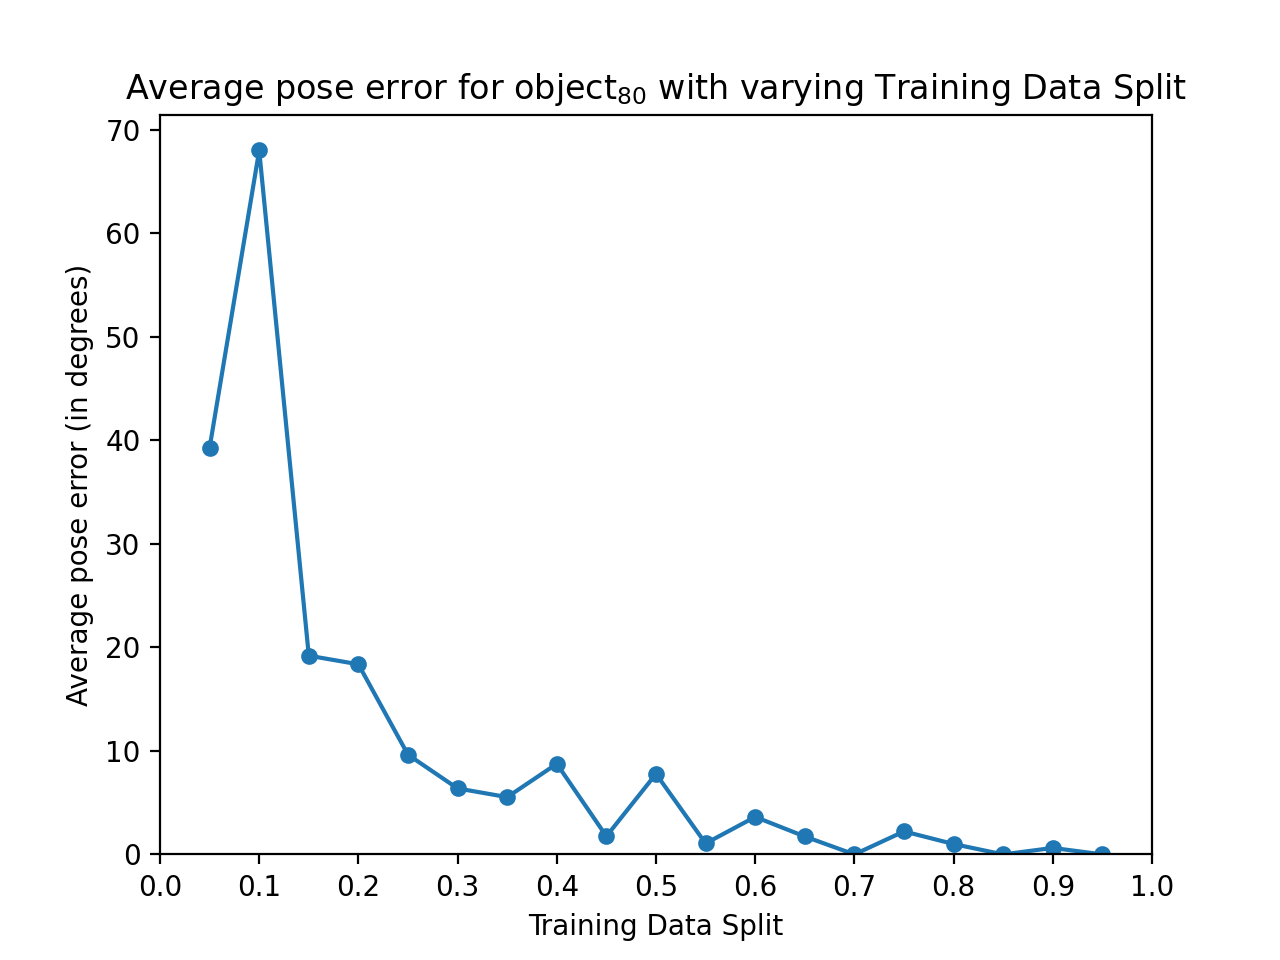 Average pose error for object₈₀ with varying Training Data Split
70
60
50
40
30
20
10
0
Average pose error (in degrees)
0.0 0.1 0.2 0.3 0.4 0.5 0.6 0.7 0.8 0.9 1.0
Training Data Split